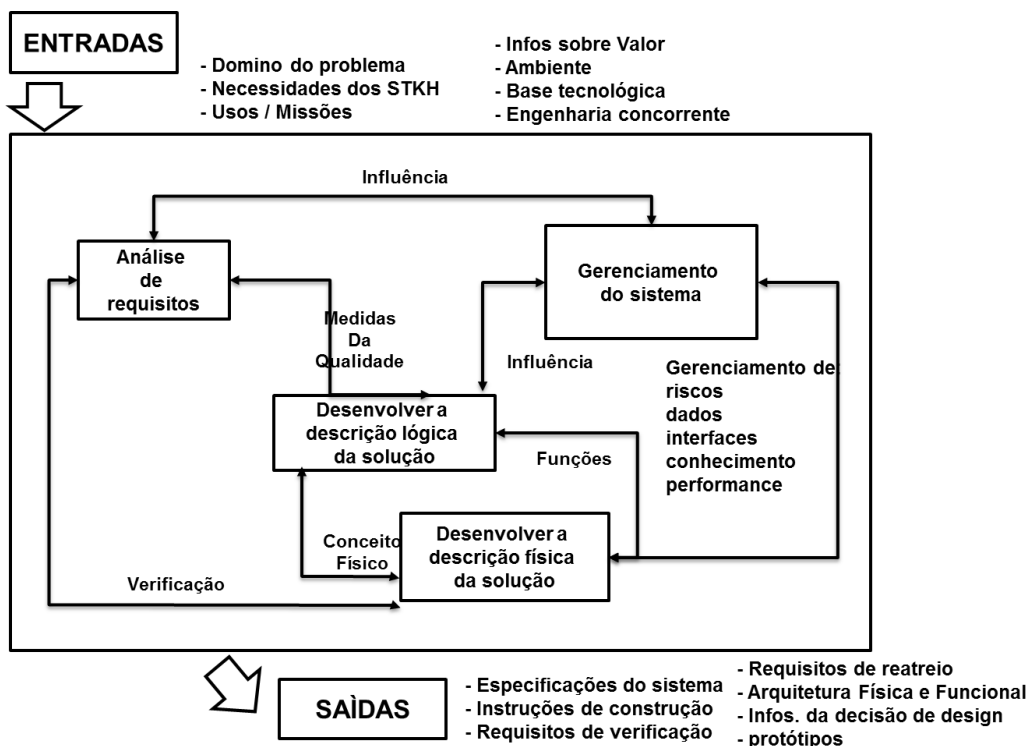 ENTRADAS
- Domino do problema
- Necessidades dos STKH
- Usos / Missões
- Infos sobre Valor
- Ambiente
- Base tecnológica
- Engenharia concorrente
Influência
Análise
de
requisitos
Gerenciamento
do sistema
Medidas
Da
Qualidade
Influência
Gerenciamento de:
riscos
dados
interfaces
conhecimento
performance
Desenvolver a
descrição lógica
da solução
Funções
Conceito
Físico
Desenvolver a
descrição física
da solução
Verificação
SAÌDAS
- Especificações do sistema
- Instruções de construção
- Requisitos de verificação
- Requisitos de reatreio
- Arquitetura Física e Funcional
- Infos. da decisão de design
- protótipos